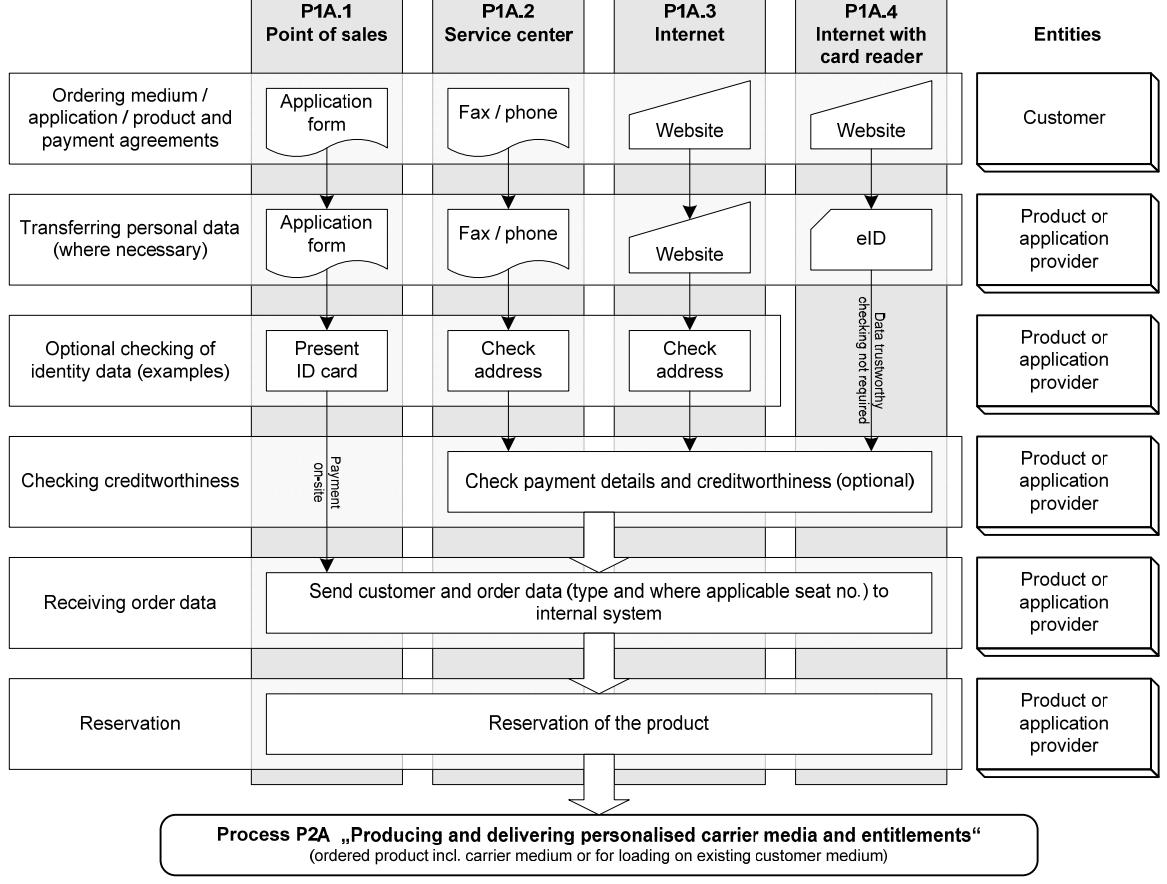 P1A.1
Point of sales
P1A.2
Service center
P1A.3
Internet
P1A.4
Internet with
card reader
Entities
Ordering medium /
application / product and
payment agreements
Application
form
Fax / phone
Website
Website
Customer
Transferring personal data
(where necessary)
Application
form
Fax / phone
Website
eID
Product or
application
provider
Optional checking of
identity data (examples)
Present
ID card
Check
address
Check
address
Data trustworthy
checking not required
Product or
application
provider
Checking creditworthiness
Payment
on-site
Check payment details and creditworthiness (optional)
Product or
application
provider
Receiving order data
Send customer and order data (type and where applicable seat no.) to
internal system
Product or
application
provider
Reservation
Reservation of the product
Product or
application
provider
Process P2A „Producing and delivering personalised carrier media and entitlements“
(ordered product incl. carrier medium or for loading on existing customer medium)